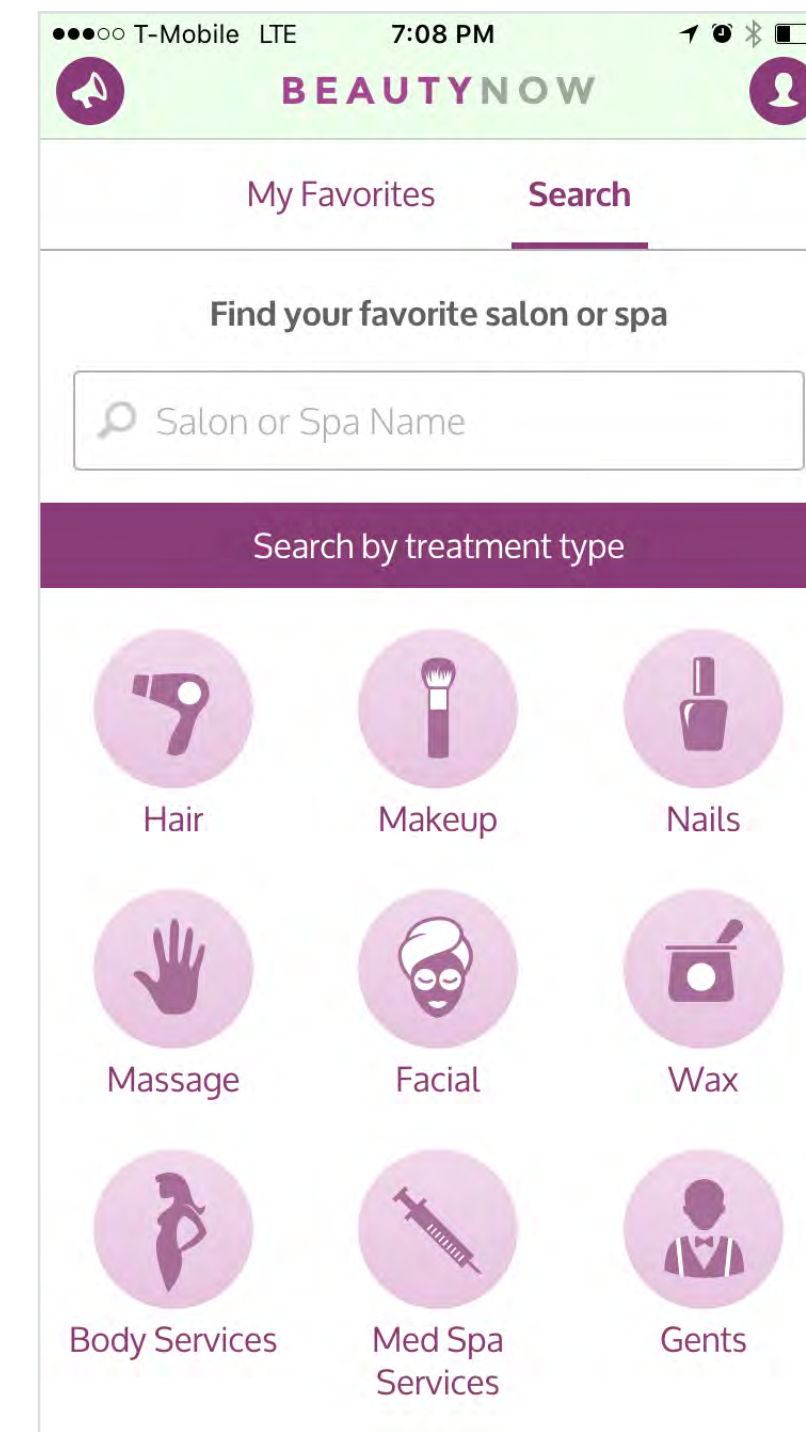 T-Mobile LTE 7:08 PM
BEAUTYNOW
My Favorites Search
Find your favorite salon or spa
Salon or Spa Name
Search by treatment type
Hair Makeup Nails
Massage Facial Wax
Body Services Med Spa Services Gents